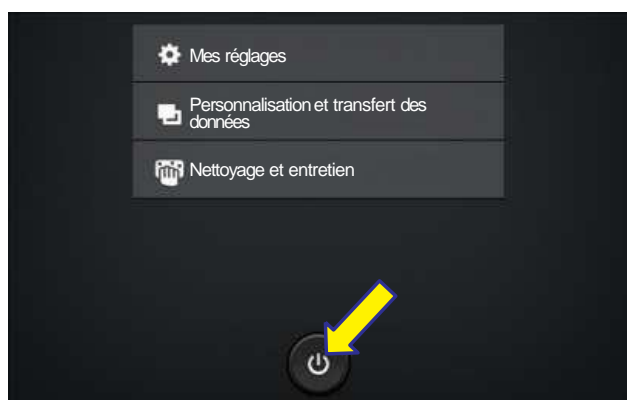 Mes réglages
Personnalisation et transfert des
données
Nettoyage et entretien